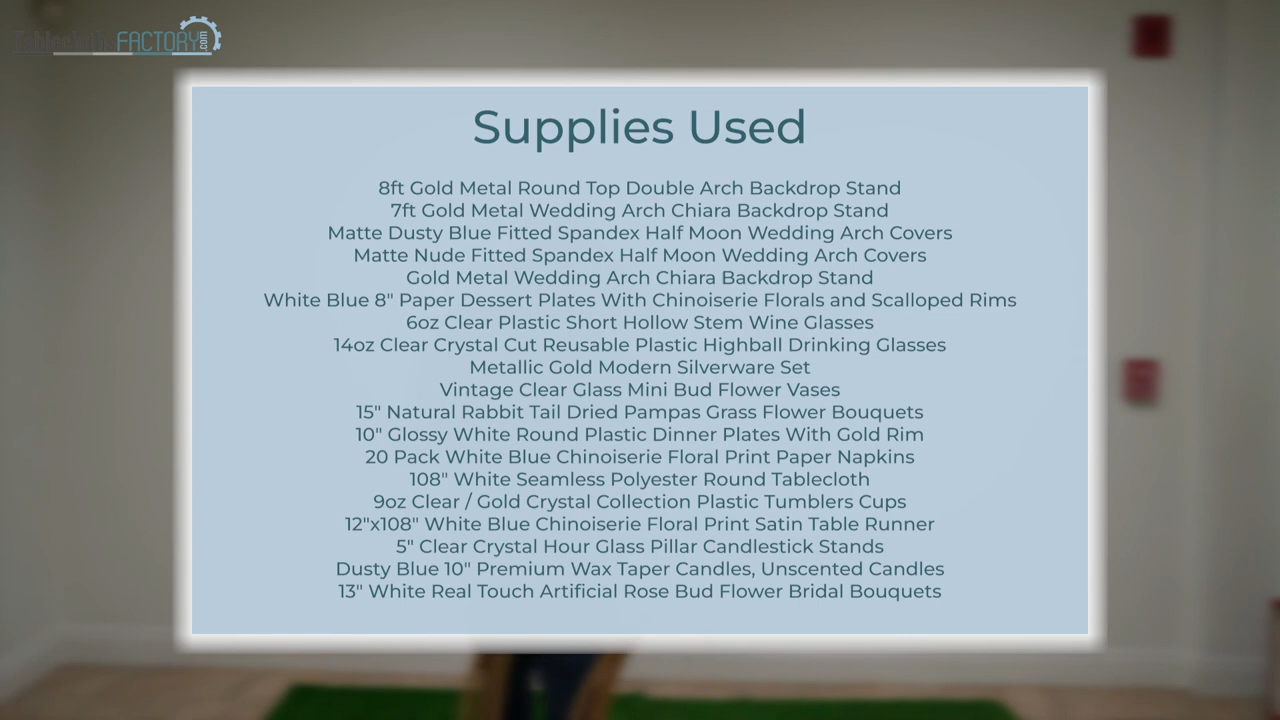 TableclothsFACTORY.com
Supplies Used
8ft Gold Metal Round Top Double Arch Backdrop Stand
7ft Gold Metal Wedding Arch Chiara Backdrop Stand
Matte Dusty Blue Fitted Spandex Half Moon Wedding Arch Covers
Matte Nude Fitted Spandex Half Moon Wedding Arch Covers
Gold Metal Wedding Arch Chiara Backdrop Stand
White Blue 8" Paper Dessert Plates With Chinoiserie Florals and Scalloped Rims
6oz Clear Plastic Short Hollow Stem Wine Glasses
14oz Clear Crystal Cut Reusable Plastic Highball Drinking Glasses
Metallic Gold Modern Silverware Set
Vintage Clear Glass Mini Bud Flower Vases
15" Natural Rabbit Tail Dried Pampas Grass Flower Bouquets
10" Glossy White Round Plastic Dinner Plates With Gold Rim
20 Pack White Blue Chinoiserie Floral Print Paper Napkins
108" White Seamless Polyester Round Tablecloth
9oz Clear / Gold Crystal Collection Plastic Tumblers Cups
12"x108" White Blue Chinoiserie Floral Print Satin Table Runner
5" Clear Crystal Hour Glass Pillar Candlestick Stands
Dusty Blue 10" Premium Wax Taper Candles, Unscented Candles
13" White Real Touch Artificial Rose Bud Flower Bridal Bouquets